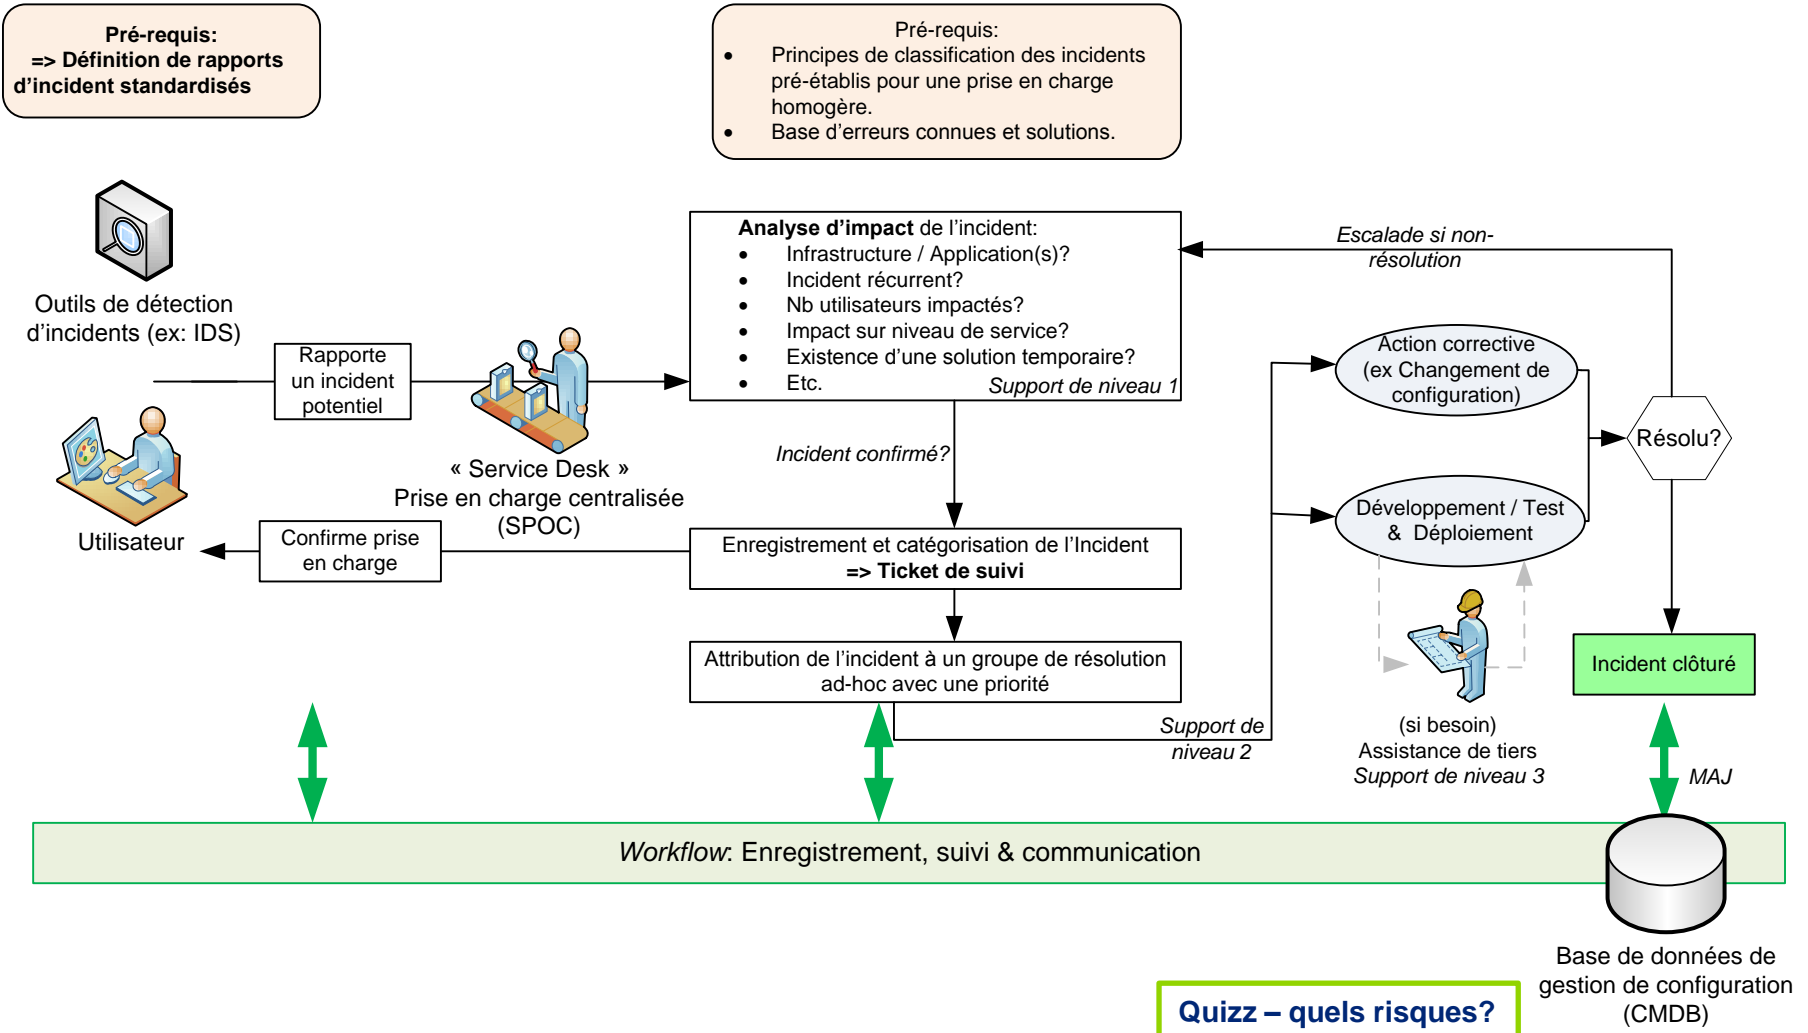 Pré-requis:
=> Définition de rapports
d’incident standardisés
Pré-requis:
• Principes de classification des incidents
pré-établis pour une prise en charge
homogère.
• Base d’erreurs connues et solutions.
Outils de détection
d’incidents (ex: IDS)
Rapporte
un incident
potentiel
Utilisateur
« Service Desk »
Prise en charge centralisée
(SPOC)
Confirme prise
en charge
Analyse d’impact de l’incident:
• Infrastructure / Application(s)?
• Incident récurrent?
• Nb utilisateurs impactés?
• Impact sur niveau de service?
• Existence d’une solution temporaire?
• Etc.
Support de niveau 1
Incident confirmé?
Enregistrement et catégorisation de l’Incident
=> Ticket de suivi
Attribution de l’incident à un groupe de résolution
ad-hoc avec une priorité
Support de
niveau 2
Escalade si non-
résolution
Action corrective
(ex Changement de
configuration)
Développement / Test
& Déploiement
Résolu?
(si besoin)
Assistance de tiers
Support de niveau 3
Incident clôturé
MAJ
Workflow: Enregistrement, suivi & communication
Base de données de
gestion de configuration
(CMDB)
Quizz – quels risques?